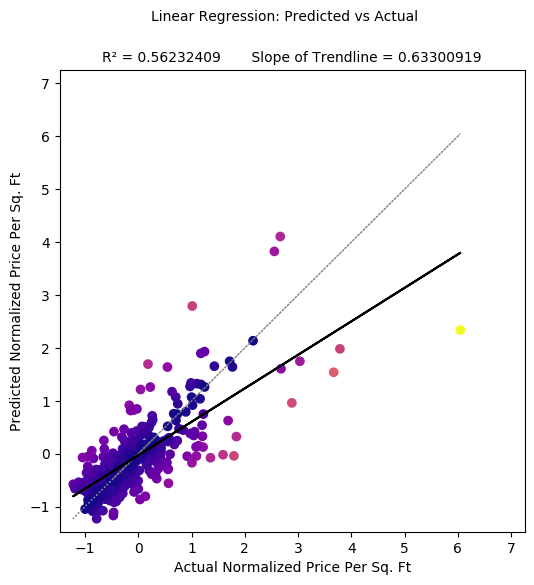 Linear Regression: Predicted vs Actual
R² = 0.56232409 Slope of Trendline = 0.63300919
7
6
5
4
3
2
1
0
−1
Predicted Normalized Price Per Sq. Ft
−1 0 1 2 3 4 5 6 7
Actual Normalized Price Per Sq. Ft